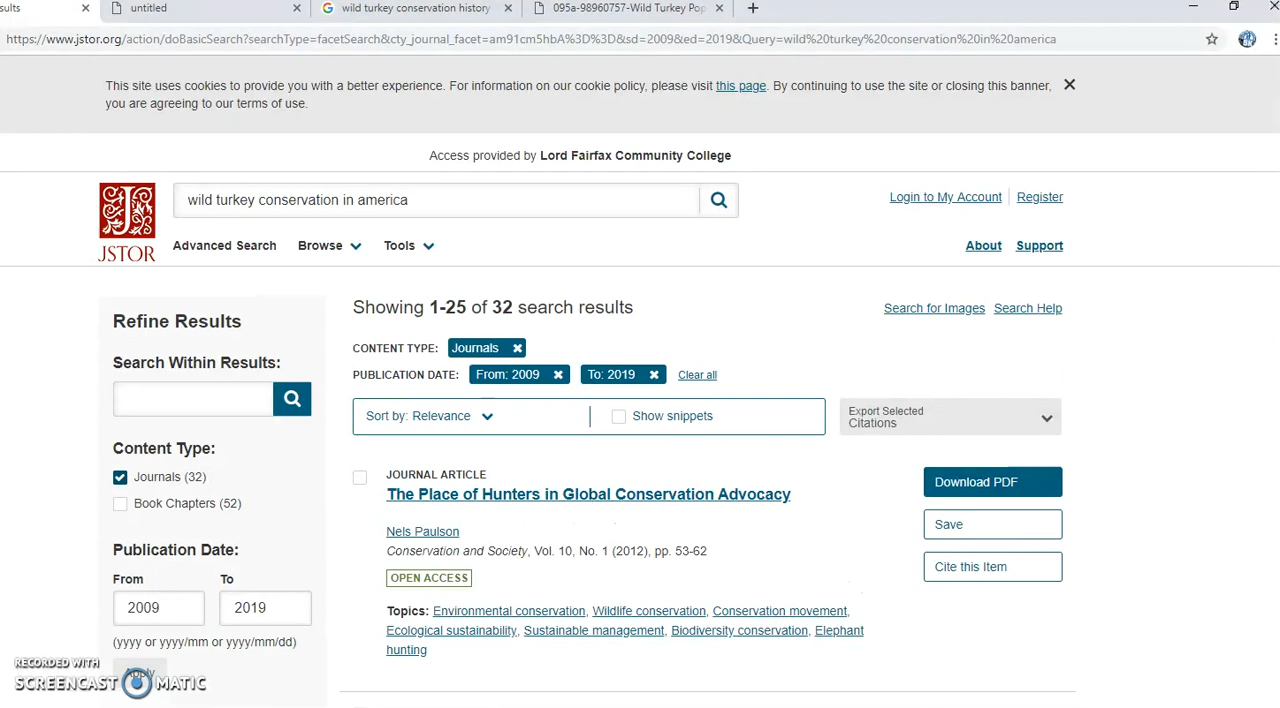 sults
untitled
wild turkey conservation history
095a-98960757-Wild Turkey Pop
https://www.jstor.org/action/doBasicSearch?searchType=facetSearch&cty_journal_facet=am91cm5hbA%3D%3D&sd=2009&ed=2019&Query=wild%20turkey%20conservation%20in%20america
This site uses cookies to provide you with a better experience. For information on our cookie policy, please visit this page. By continuing to use the site or closing this banner,
you are agreeing to our terms of use.
Access provided by Lord Fairfax Community College
wild turkey conservation in america
Login to My Account
Register
JSTOR
Advanced Search
Browse
Tools
About
Support
Refine Results
Showing 1-25 of 32 search results
Search for Images
Search Help
Search Within Results:
CONTENT TYPE: Journals
PUBLICATION DATE: From: 2009 To: 2019 Clear all
Sort by: Relevance
Show snippets
Export Selected
Citations
Content Type:
Journals (32)
Book Chapters (52)
JOURNAL ARTICLE
The Place of Hunters in Global Conservation Advocacy
Nels Paulson
Conservation and Society, Vol. 10, No. 1 (2012), pp. 53-62
OPEN ACCESS
Topics: Environmental conservation, Wildlife conservation, Conservation movement,
Ecological sustainability, Sustainable management, Biodiversity conservation, Elephant
hunting
Download PDF
Save
Cite this Item
Publication Date:
From
To
2009
2019
(yyyy or yyyy/mm or yyyy/mm/dd)
Apply
RECORDED WITH
SCREENCAST MATIC